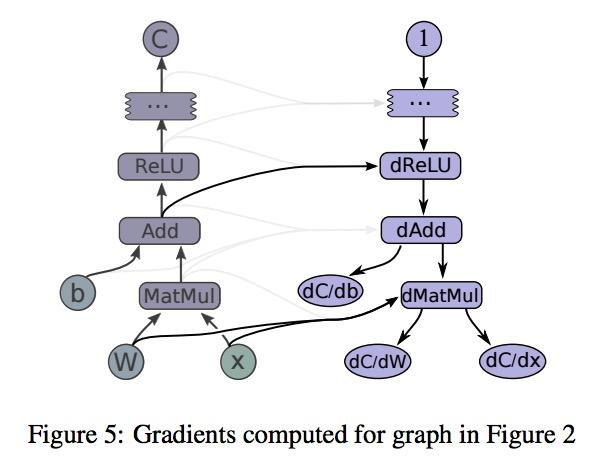 C 1
... ...
ReLU dReLU
Add dAdd
b dC/db
MatMul dMatMul
W x dC/dW dC/dx
Figure 5: Gradients computed for graph in Figure 2